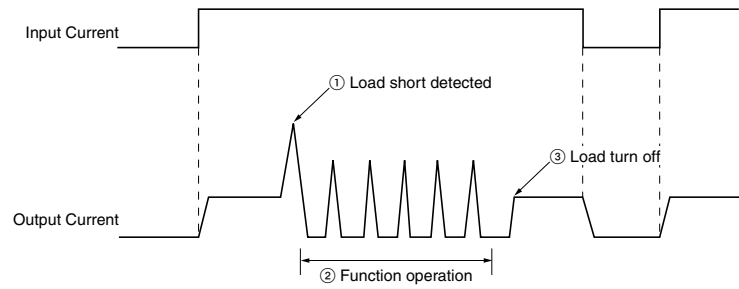 Input Current
① Load short detected
③ Load turn off
Output Current
② Function operation